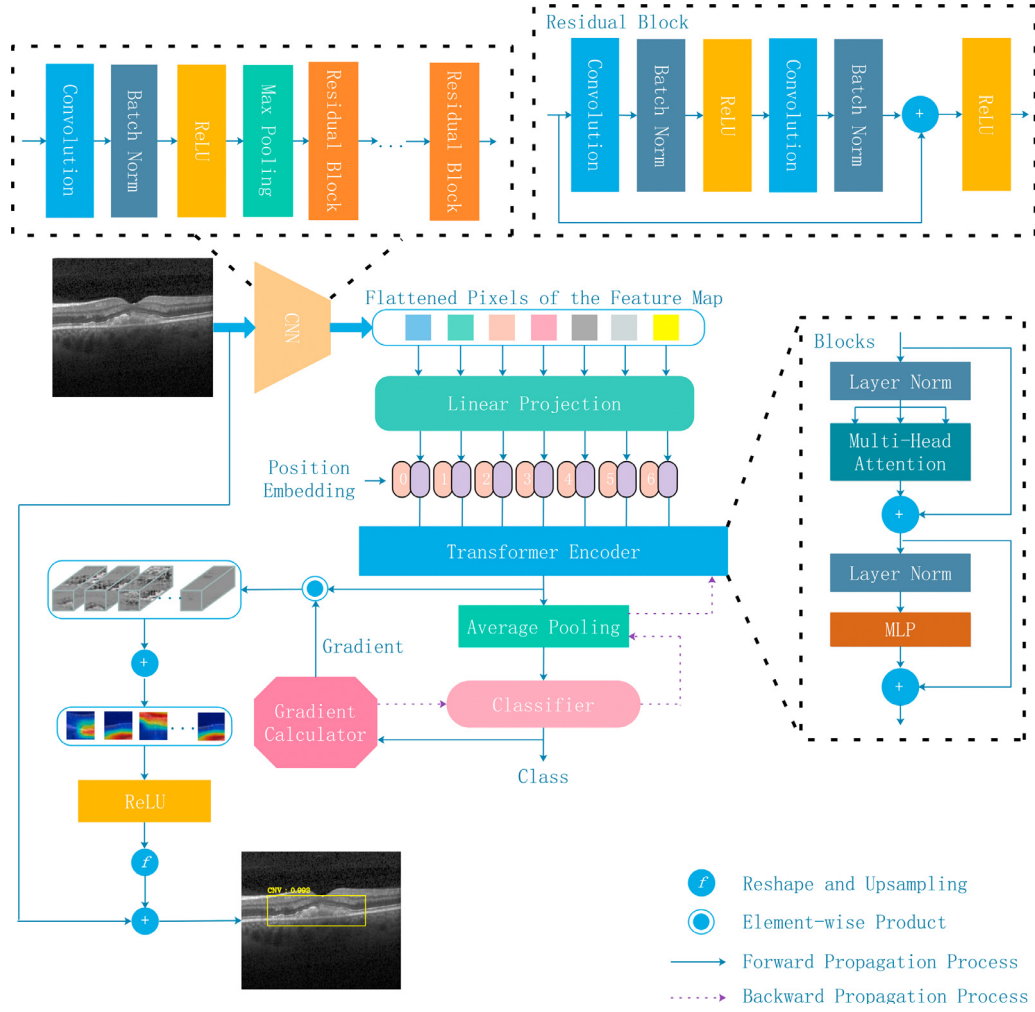 Residual Block
Convolution
Batch Norm
ReLU
Max Pooling
Residual Block
...
Residual Block
Convolution
Batch Norm
ReLU
Convolution
Batch Norm
+
ReLU
CNN
Flattened Pixels of the Feature Map
Linear Projection
Position
Embedding
0
1
2
3
4
5
6
Transformer Encoder
Blocks
Layer Norm
Multi-Head
Attention
+
Layer Norm
MLP
+
...
+
...
ReLU
f
+
Gradient
Gradient
Calculator
Average Pooling
Classifier
Class
CNV : 0.993
f Reshape and Upsampling
Element-wise Product
Forward Propagation Process
Backward Propagation Process